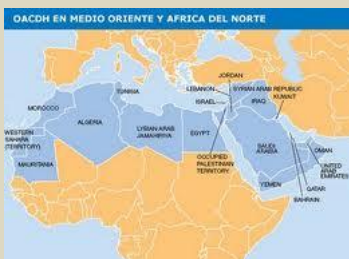 OACDH EN MEDIO ORIENTE Y AFRICA DEL NORTE
JORDAN
TUNISIA
LEBANON
SYRIAN ARAB REPUBLIC
KUWAIT
MOROCCO
ISRAEL
IRAQ
ALGERIA
WESTERN
SAHARA
(TERRITORY)
LYBIAN ARAB
JAMAHIRIYA
EGYPT
SAUDI
ARABIA
OMAN
MAURITANIA
OCCUPIED
PALESTINIAN
TERRITORY
UNITED
ARAB
EMIRATES
YEMEN
QATAR
BAHRAIN